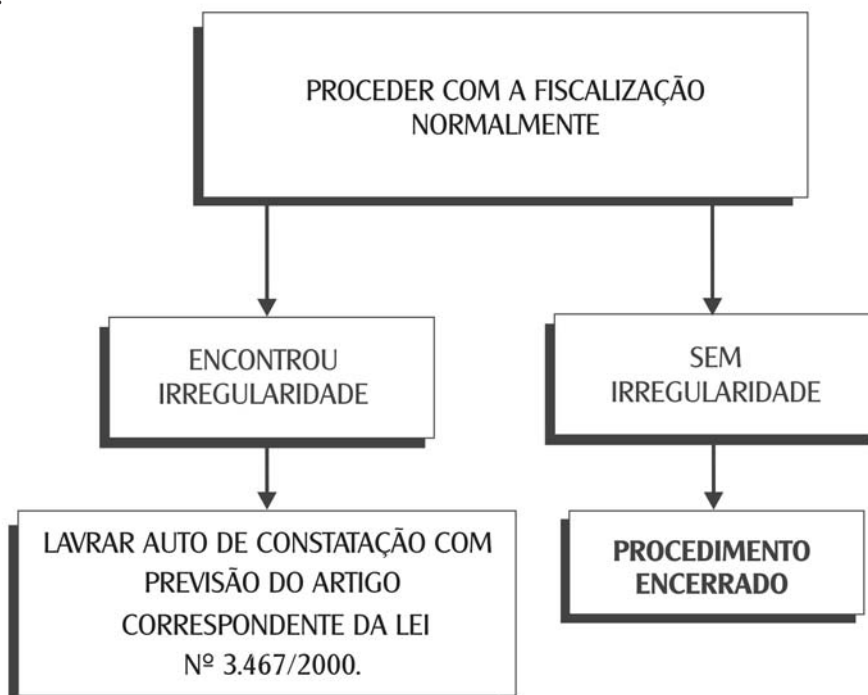 PROCEDER COM A FISCALIZAÇÃO
NORMALMENTE
ENCONTROU
IRREGULARIDADE
SEM
IRREGULARIDADE
LAVRAR AUTO DE CONSTATAÇÃO COM
PREVISÃO DO ARTIGO
CORRESPONDENTE DA LEI
Nº 3.467/2000.
PROCEDIMENTO
ENCERRADO